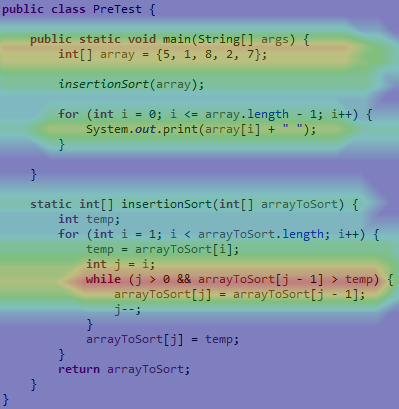 public class PreTest {
public static void main(String[] args) {
int[] array = {5, 1, 8, 2, 7};
insertionSort(array);
for (int i = 0; i <= array.length - 1; i++) {
System.out.print(array[i] + " ");
}
}
static int[] insertionSort(int[] arrayToSort) {
int temp;
for (int i = 1; i < arrayToSort.length; i++) {
temp = arrayToSort[i];
int j = i;
while (j > 0 && arrayToSort[j - 1] > temp) {
arrayToSort[j] = arrayToSort[j - 1];
j--;
}
arrayToSort[j] = temp;
}
return arrayToSort;
}
}